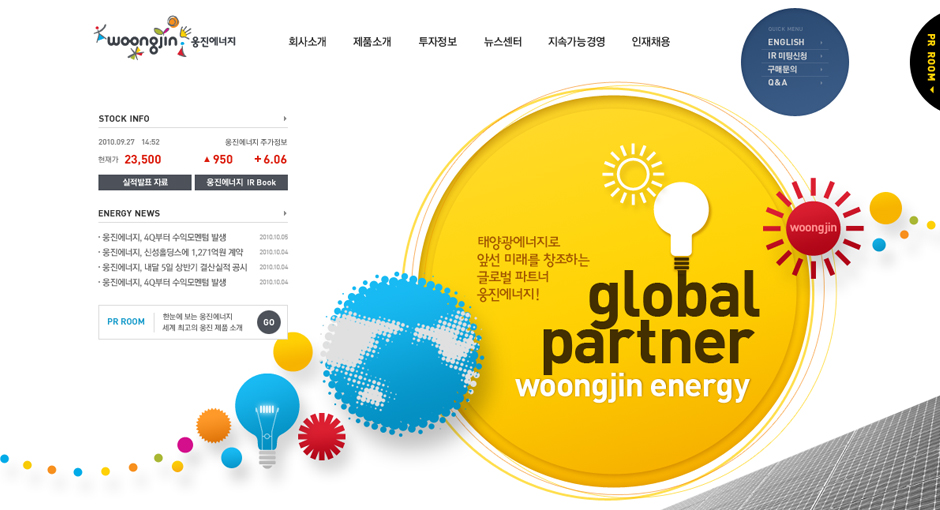 woongjin 웅진에너지
회사소개 제품소개 투자정보 뉴스센터 지속가능경영 인재채용
QUICK MENU
ENGLISH
IR 미팅신청
구매문의
Q&A
PR ROOM
STOCK INFO
2010.09.27 14:52 웅진에너지 주가정보
현재가 23,500 ▲ 950 +6.06
실적발표 자료 웅진에너지 IR Book
ENERGY NEWS
· 웅진에너지, 4Q부터 수익모멘텀 발생 2010.10.05
· 웅진에너지, 신성홀딩스에 1,271억원 계약 2010.10.04
· 웅진에너지, 내달 5일 상반기 결산실적 공시 2010.10.04
· 웅진에너지, 4Q부터 수익모멘텀 발생 2010.10.04
PR ROOM
한눈에 보는 웅진에너지
세계 최고의 웅진 제품 소개
GO
태양광에너지로
앞선 미래를 창조하는
글로벌 파트너
웅진에너지!
global
partner
woongjin energy
woongjin